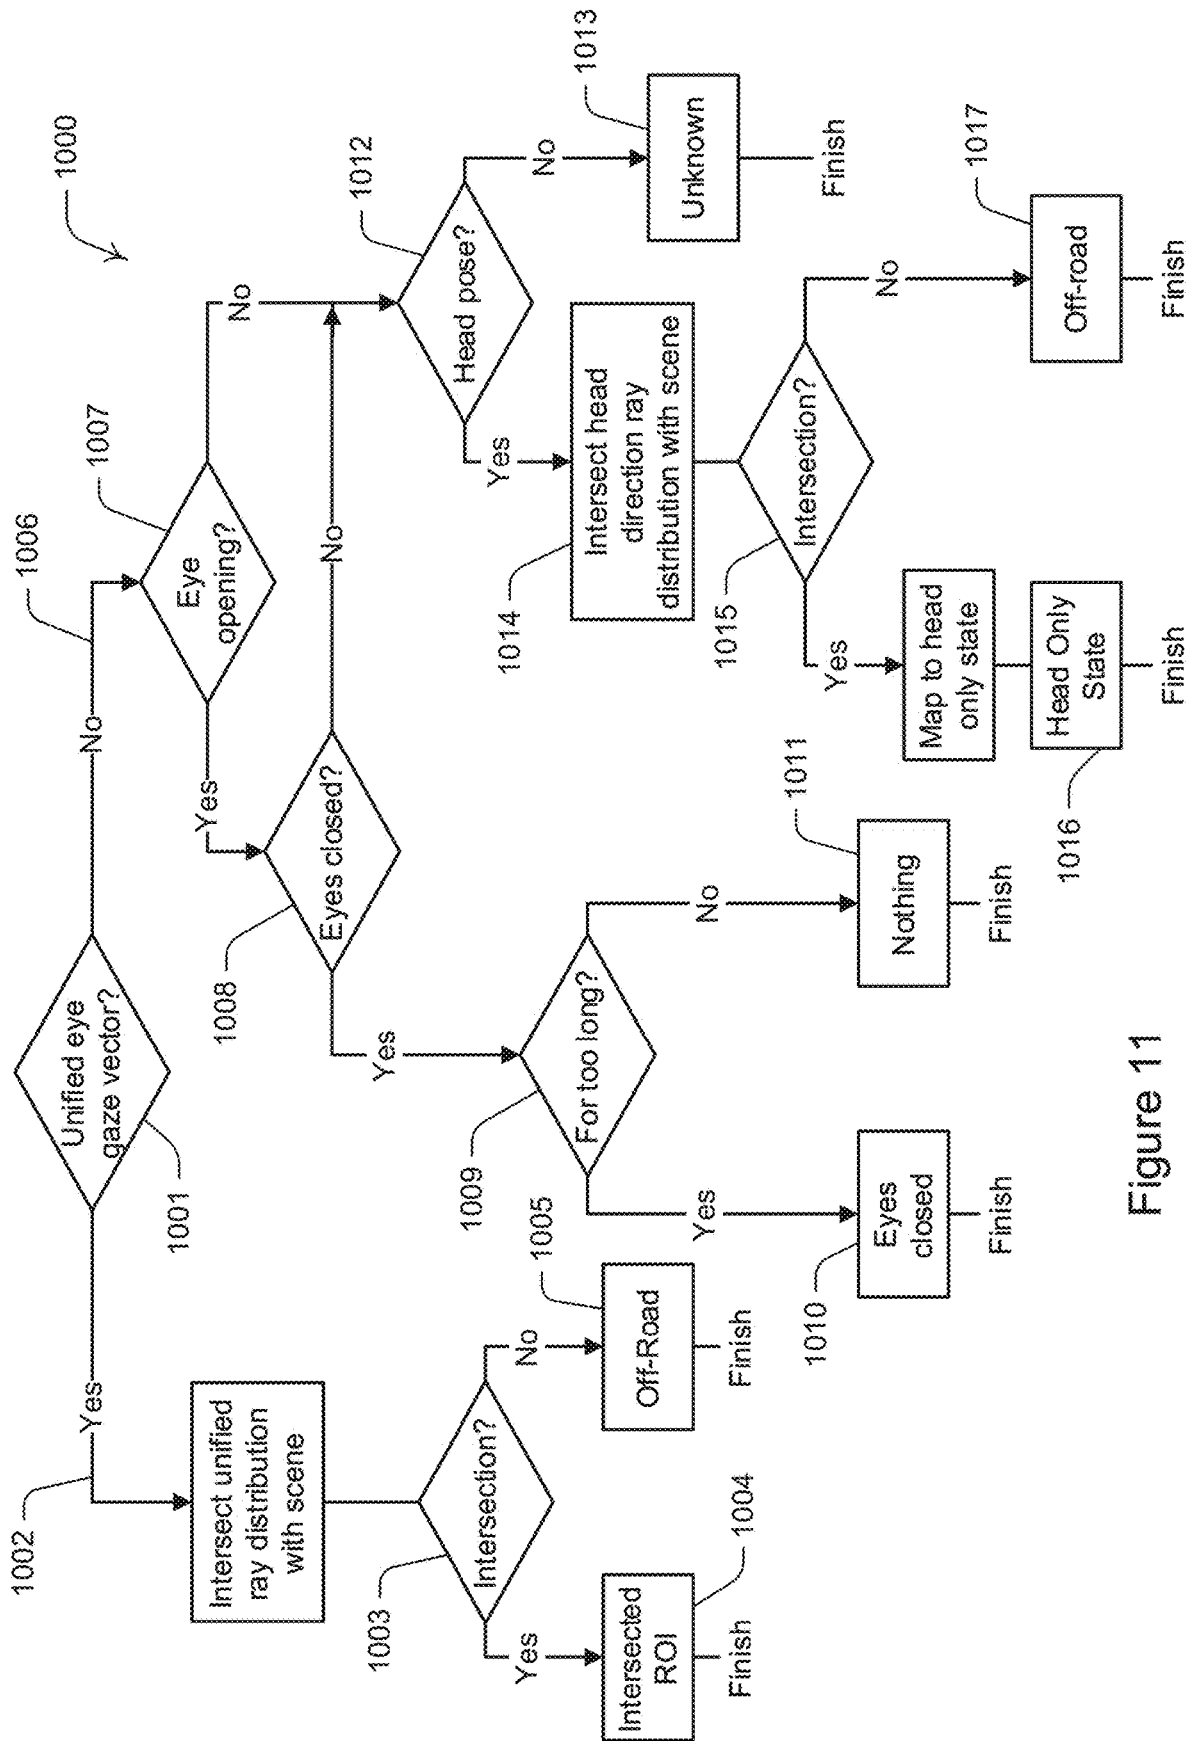 1000
Unified eye
gaze vector?
1001
Yes
1002
No
1006
Intersect unified
ray distribution
with scene
Intersection?
1003
Yes
No
Intersected
ROI
1004
Finish
Off-Road
1005
Finish
Eye
opening?
1007
Yes
No
Eyes closed?
1008
Yes
No
For too long?
1009
Yes
No
Eyes
closed
1010
Finish
Nothing
1011
Finish
Head pose?
1012
Yes
No
Unknown
1013
Finish
Intersect head
direction ray
distribution with scene
1014
Intersection?
1015
Yes
No
Map to head
only state
Head Only
State
1016
Finish
Off-road
1017
Finish
Figure 11